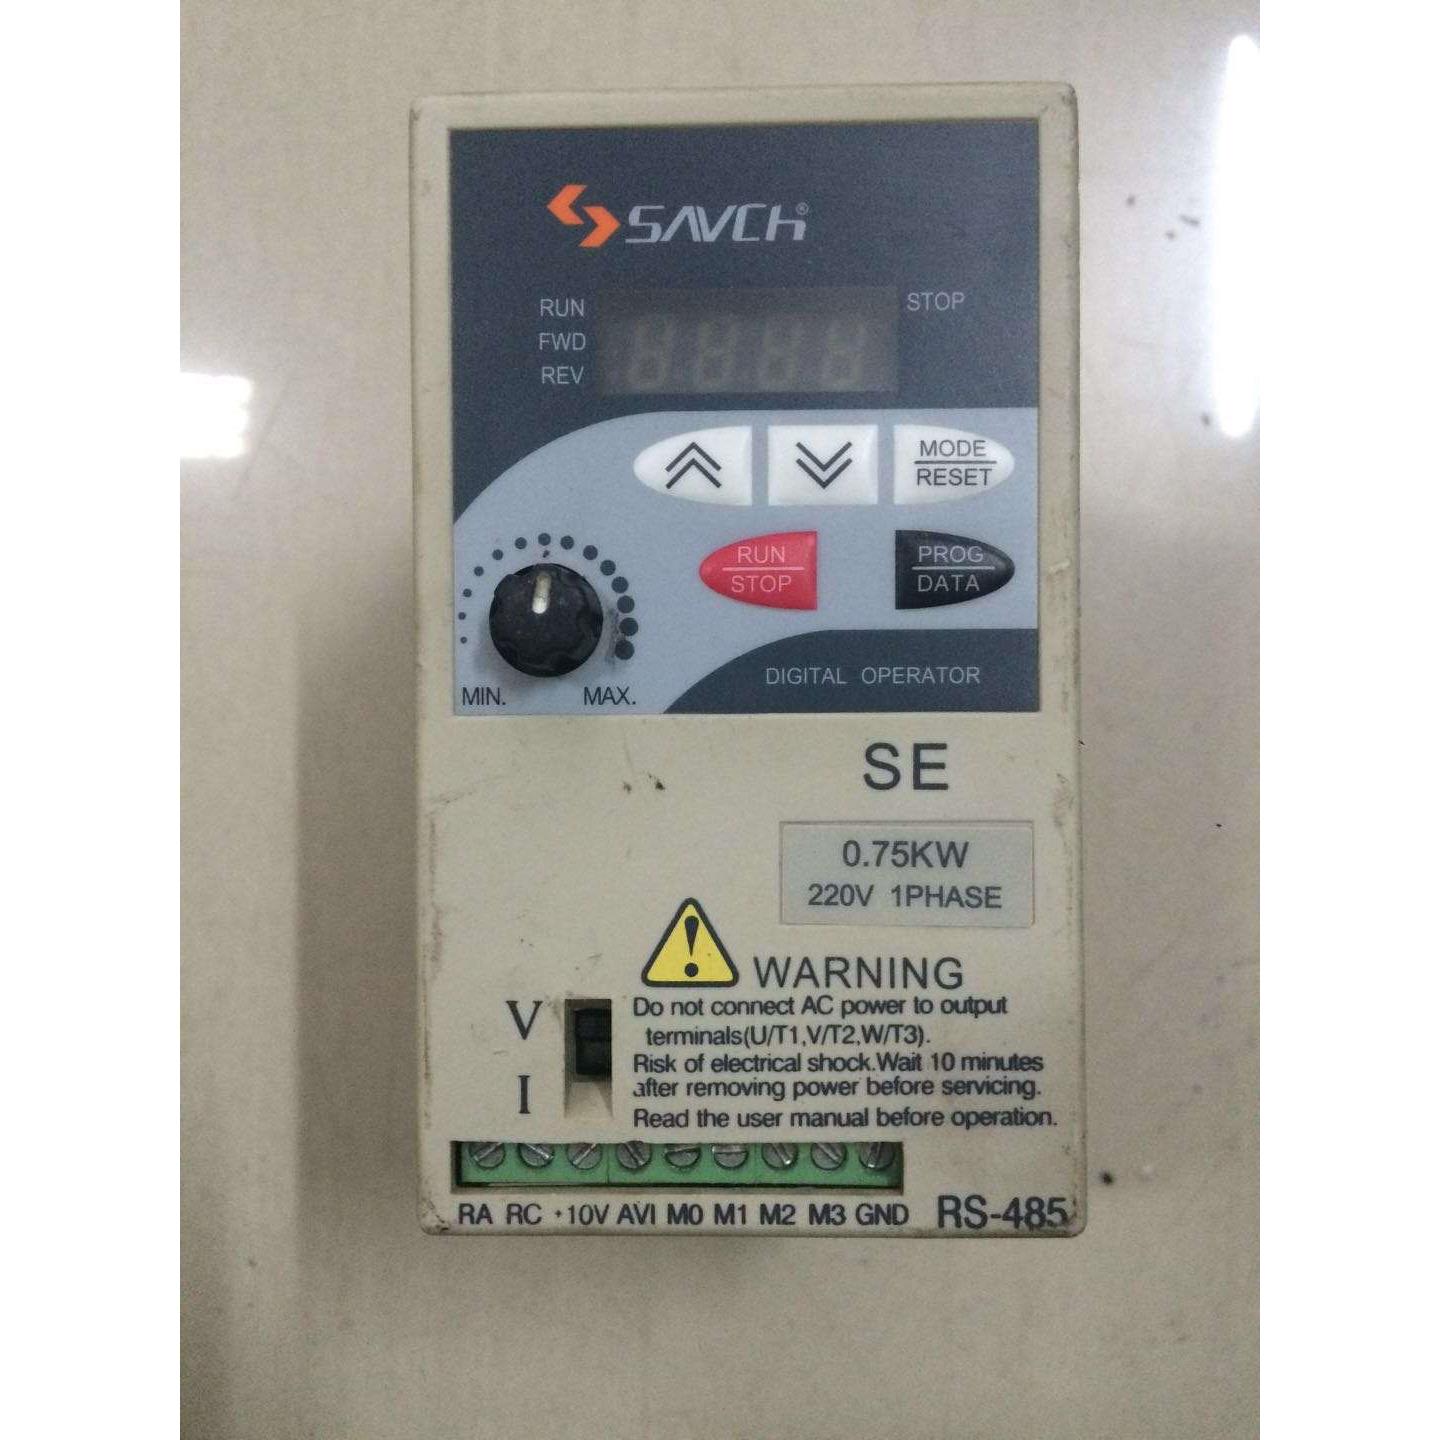 SAVCH®
RUN
STOP
FWD
REV
MODE
RESET
RUN
STOP
PROG
DATA
MIN.
MAX.
DIGITAL OPERATOR
SE
0.75KW
220V 1PHASE
WARNING
Do not connect AC power to output
terminals(U/T1,V/T2,W/T3).
Risk of electrical shock.Wait 10 minutes
after removing power before servicing.
Read the user manual before operation.
V
I
RA RC +10V AVI M0 M1 M2 M3 GND RS-485